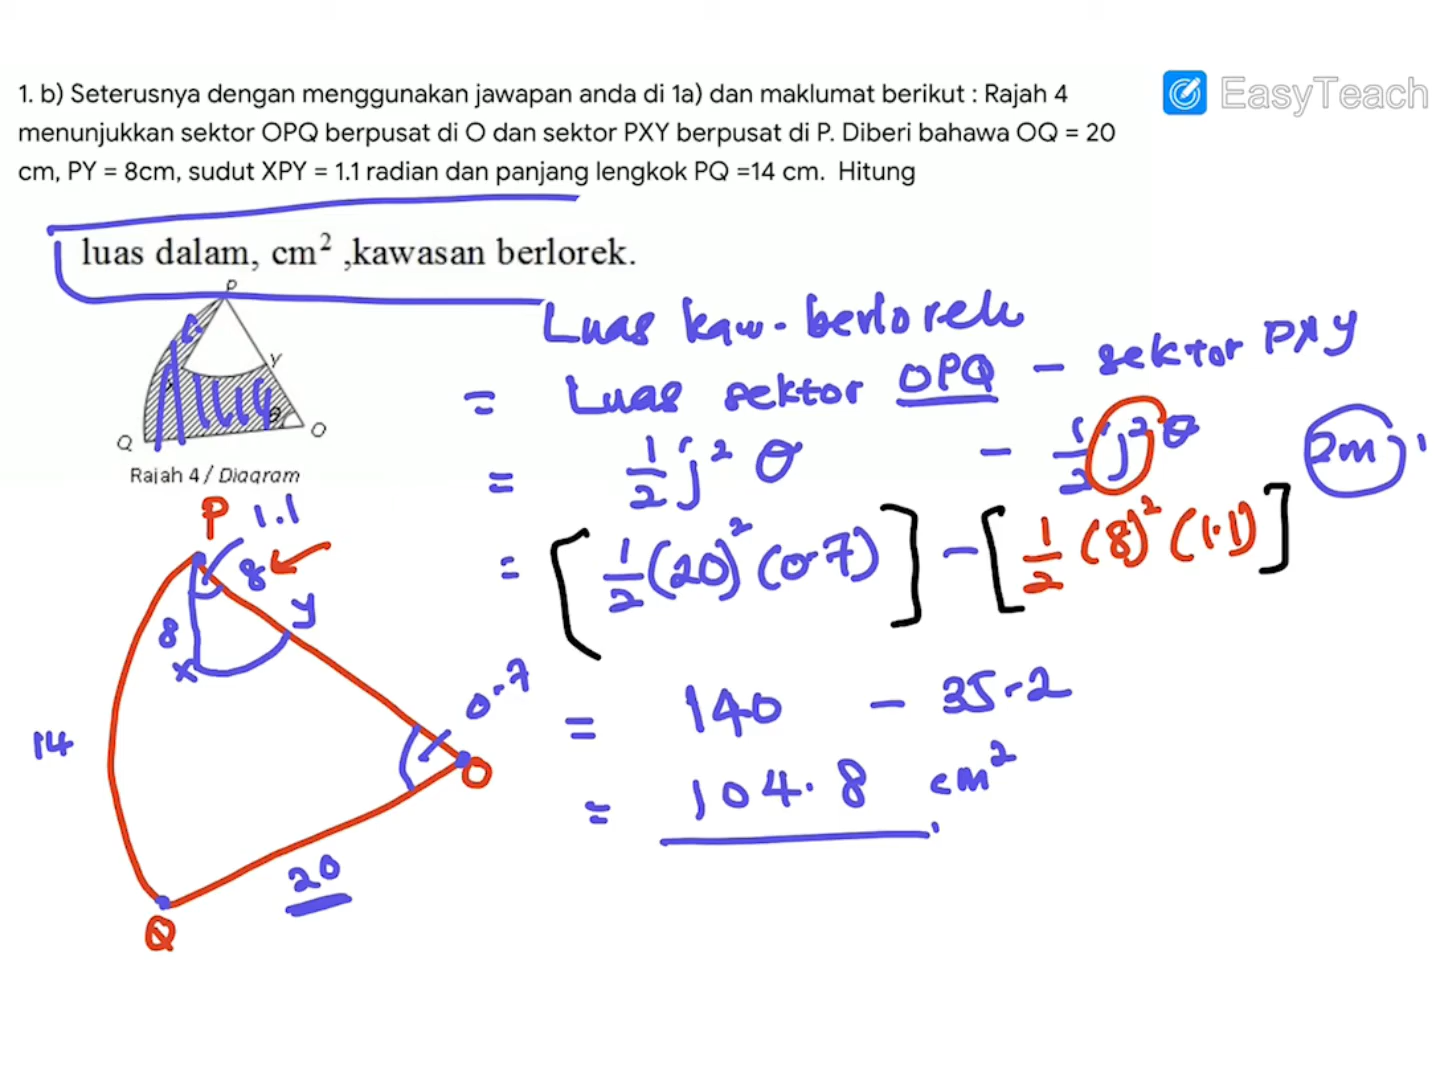 1. b) Seterusnya dengan menggunakan jawapan anda di 1a) dan maklumat berikut : Rajah 4
EasyTeach
menunjukkan sektor OPQ berpusat di O dan sektor PXY berpusat di P. Diberi bahawa OQ = 20
cm, PY = 8cm, sudut XPY = 1.1 radian dan panjang lengkok PQ =14 cm.  Hitung
luas dalam, cm² ,kawasan berlorek.
P
Y
θ
Q
O
Rajah 4 / Diagram
Luas kaw. berlorek
= Luas sektor OPQ - sektor PXY
= 1/2 j² θ - 1/2 j² θ
2m
= [ 1/2 (20)² (0.7) ] - [ 1/2 (8)² (1.1) ]
= 140 - 35.2
= 104.8 cm²
P 1.1
8
y
8
x
0.7
14
O
20
Q